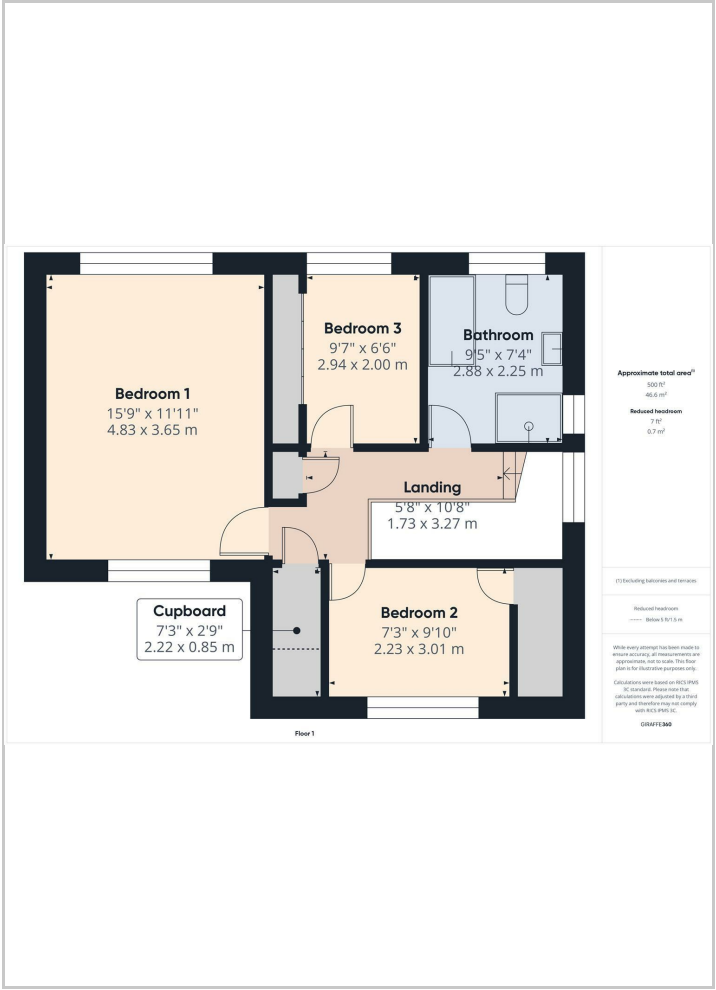 Bedroom 1
15'9" x 11'11"
4.83 x 3.65 m
Bedroom 3
9'7" x 6'6"
2.94 x 2.00 m
Bathroom
9'5" x 7'4"
2.88 x 2.25 m
Landing
5'8" x 10'8"
1.73 x 3.27 m
Cupboard
7'3" x 2'9"
2.22 x 0.85 m
Bedroom 2
7'3" x 9'10"
2.23 x 3.01 m
Floor 1
Approximate total area⁽¹⁾
500 ft²
46.6 m²
Reduced headroom
7 ft²
0.7 m²
(1) Excluding balconies and terraces
Reduced headroom
Below 5 ft/1.5 m
While every attempt has been made to
ensure accuracy, all measurements are
approximate, not to scale. This floor
plan is for illustrative purposes only.
Calculations were based on RICS IPMS
3C standard. Please note that
calculations were adjusted by a third
party and therefore may not comply
with RICS IPMS 3C.
GIRAFFE360